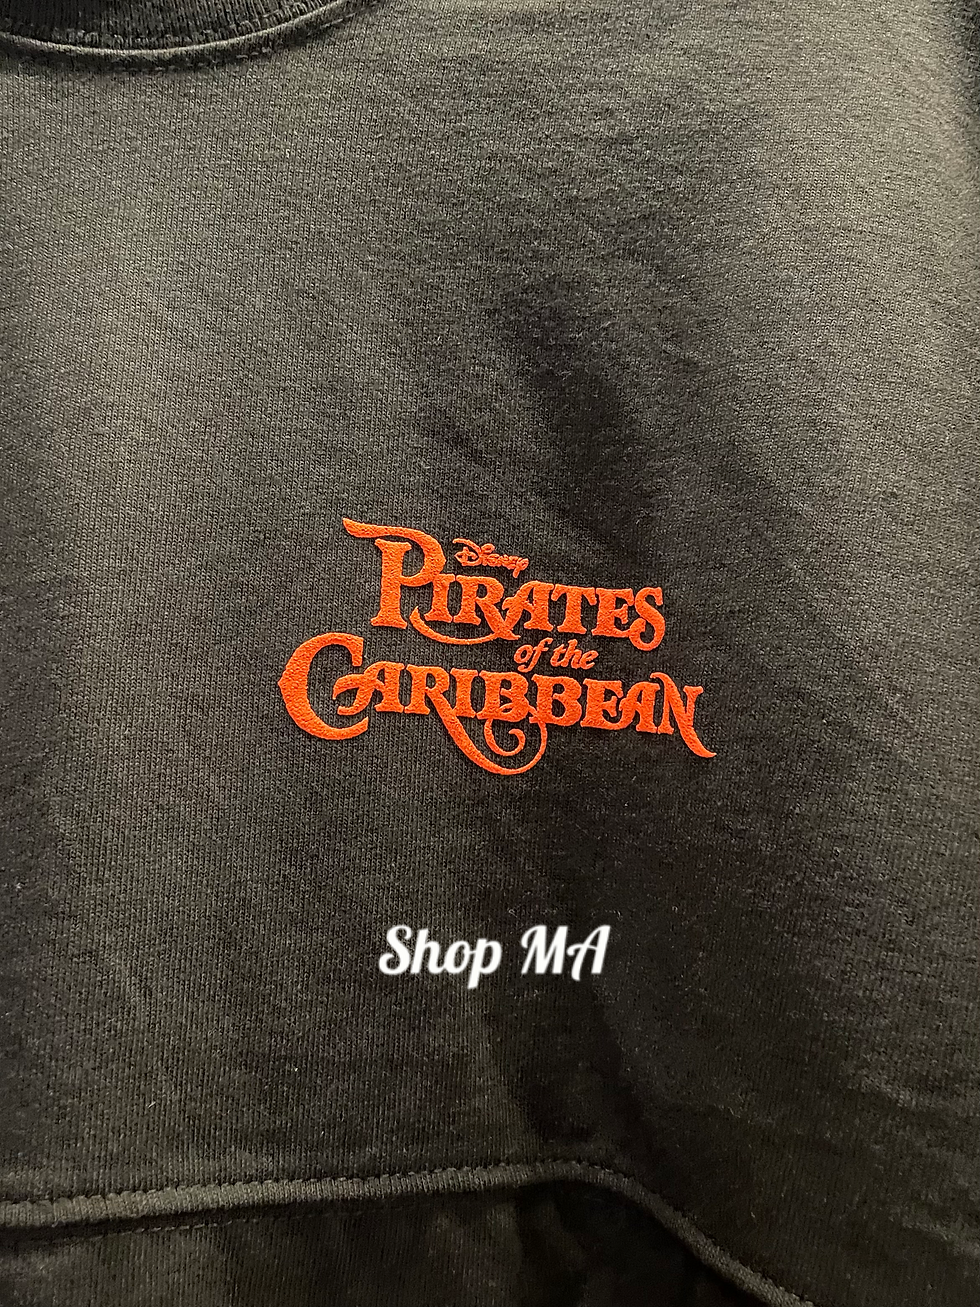 Disney
PIRATES
of the
CARIBBEAN
Shop MA